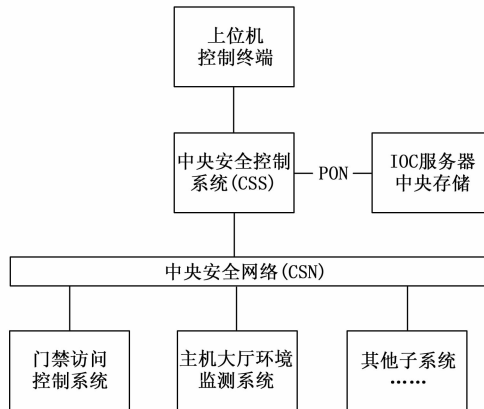 上位机
控制终端
中央安全控制
系统(CSS)
PON
IOC服务器
中央存储
中央安全网络(CSN)
门禁访问
控制系统
主机大厅环境
监测系统
其他子系统
……